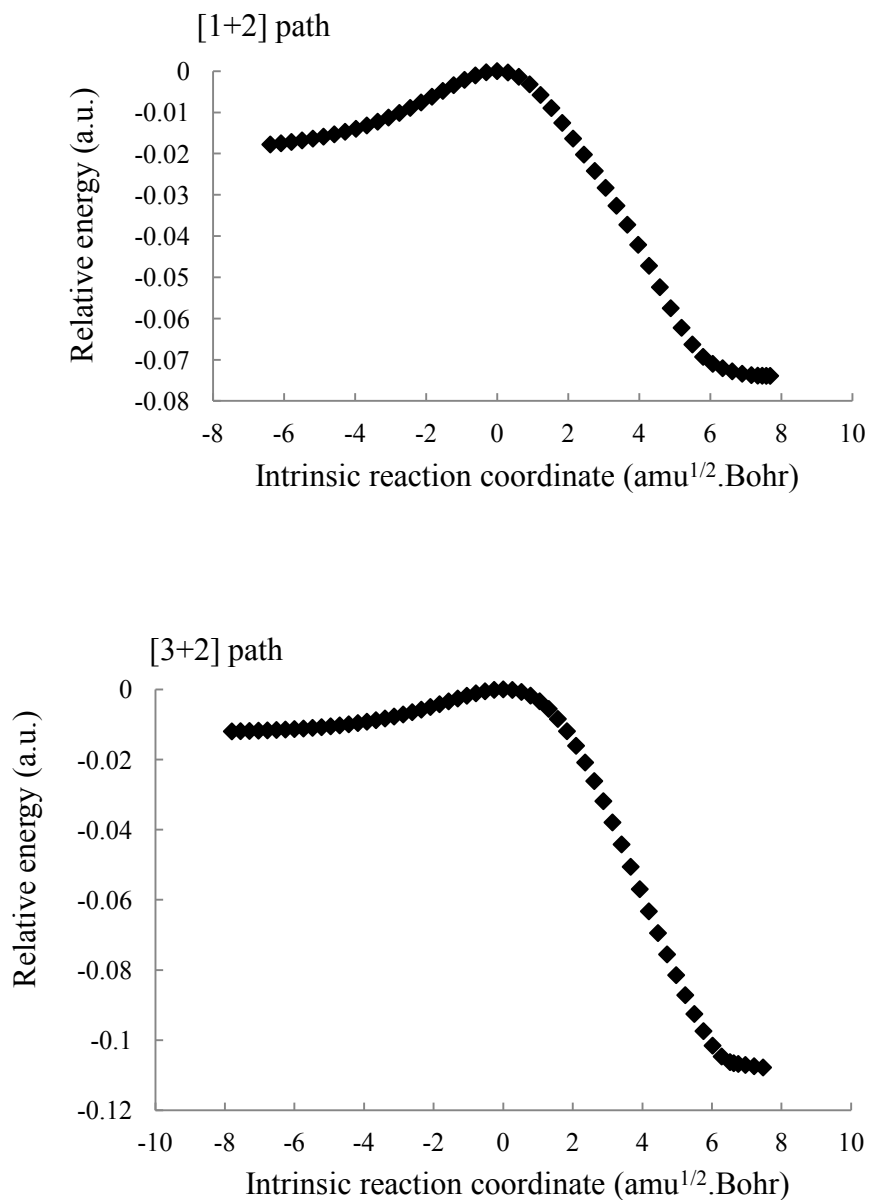 [1+2] path
0
-0.01
-0.02
-0.03
-0.04
-0.05
-0.06
-0.07
-0.08
Relative energy (a.u.)
-8 -6 -4 -2 0 2 4 6 8 10
Intrinsic reaction coordinate (amu1/2.Bohr)
[3+2] path
0
-0.02
-0.04
-0.06
-0.08
-0.1
-0.12
Relative energy (a.u.)
-10 -8 -6 -4 -2 0 2 4 6 8 10
Intrinsic reaction coordinate (amu1/2.Bohr)